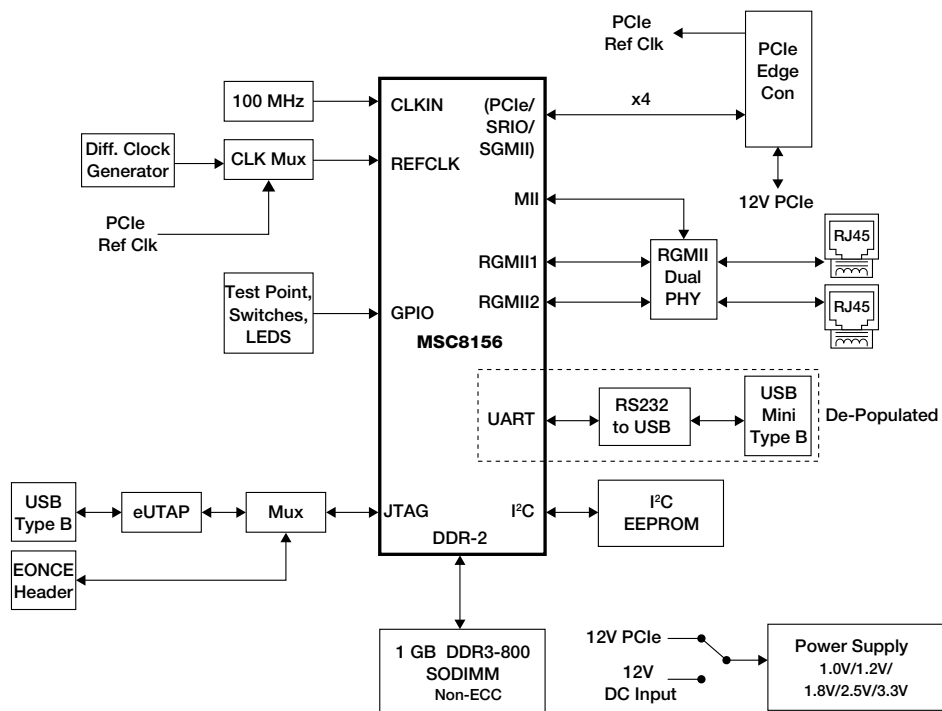 PCIe
Ref Clk
PCIe
Edge
Con
100 MHz
CLKIN
(PCIe/
SRIO/
SGMII)
x4
Diff. Clock
Generator
CLK Mux
REFCLK
12V PCIe
PCIe
Ref Clk
MII
RGMII1
RGMII2
RGMII
Dual
PHY
RJ45
RJ45
Test Point,
Switches,
LEDS
GPIO
MSC8156
UART
RS232
to USB
USB
Mini
Type B
De-Populated
USB
Type B
eUTAP
Mux
JTAG
I²C
I²C
EEPROM
DDR-2
EONCE
Header
1 GB DDR3-800
SODIMM
Non-ECC
12V PCIe
12V
DC Input
Power Supply
1.0V/1.2V/
1.8V/2.5V/3.3V